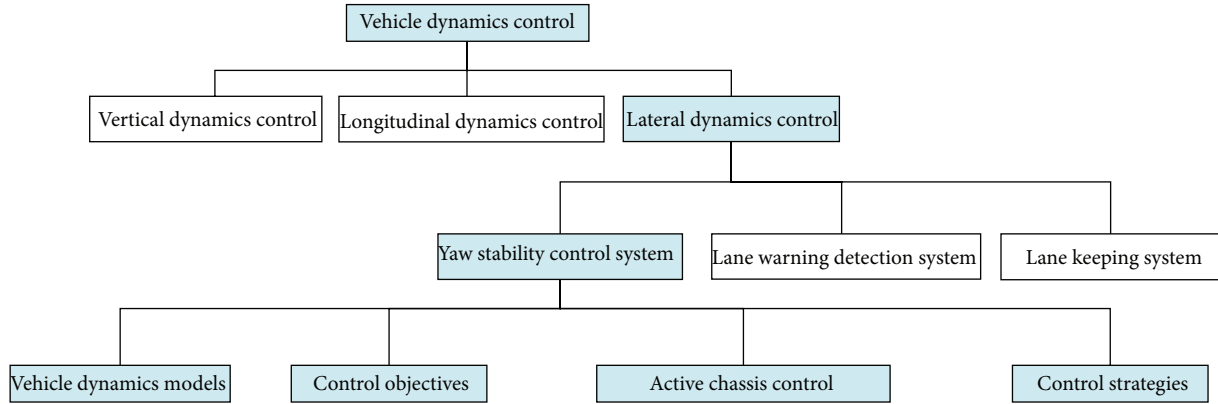 Vehicle dynamics control
Vertical dynamics control
Longitudinal dynamics control
Lateral dynamics control
Yaw stability control system
Lane warning detection system
Lane keeping system
Vehicle dynamics models
Control objectives
Active chassis control
Control strategies